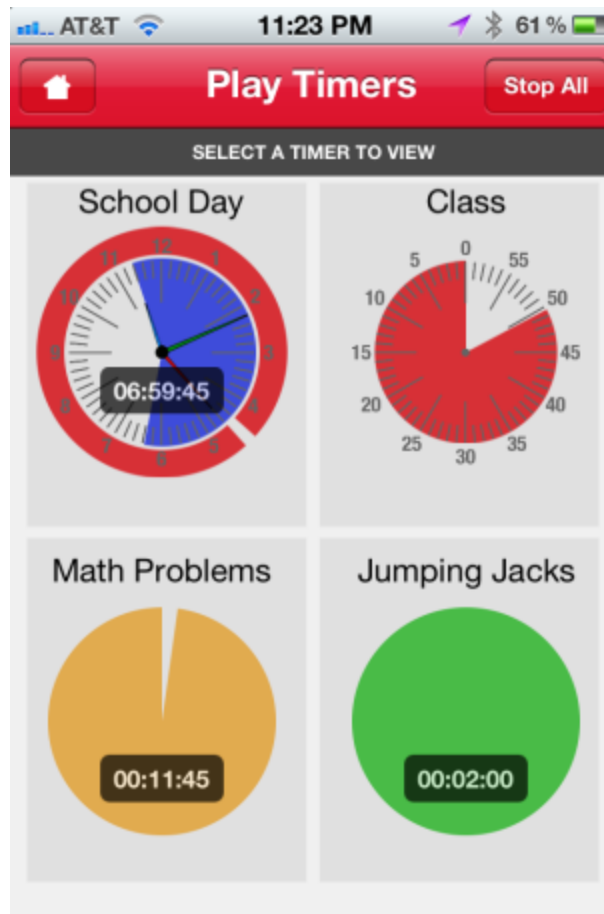 AT&T 11:23 PM 61%
Play Timers Stop All
SELECT A TIMER TO VIEW
School Day
12
11 1
10 2
9 3
8 4
7 5
6
06:59:45
Class
0
5 55
10 50
15 45
20 40
25 35
30
Math Problems
00:11:45
Jumping Jacks
00:02:00